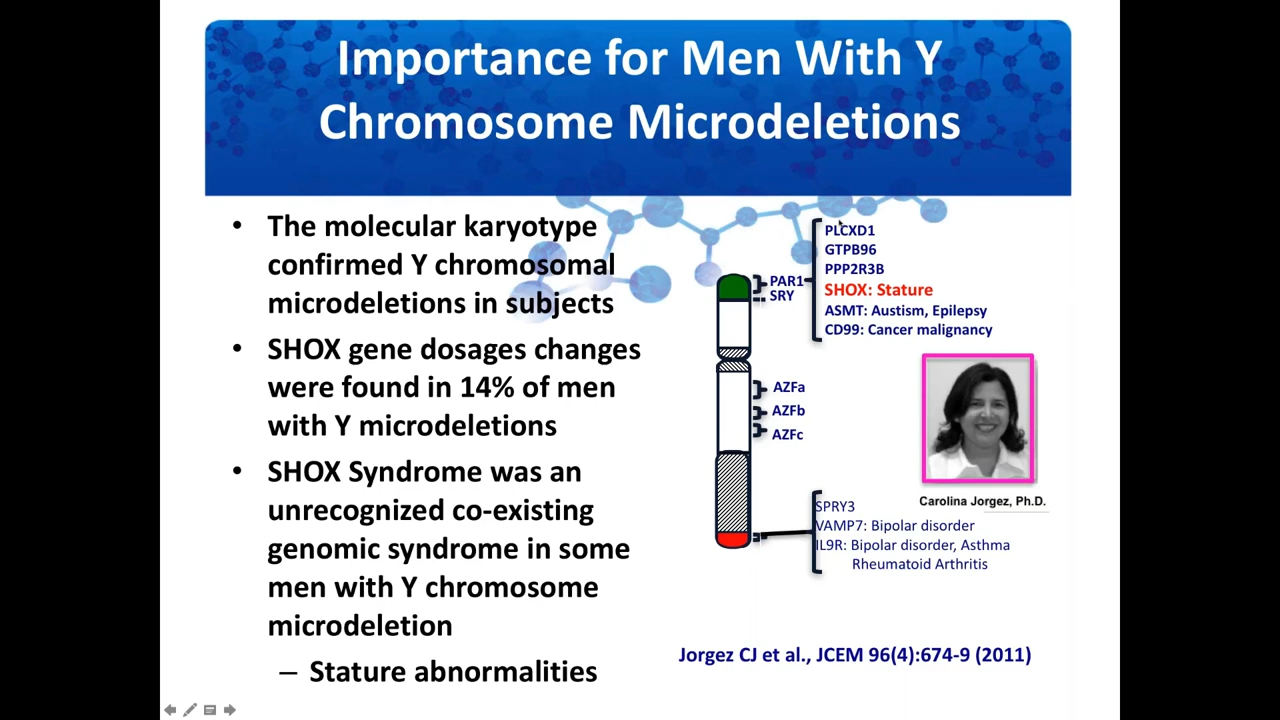 Importance for Men With Y
Chromosome Microdeletions
• The molecular karyotype
confirmed Y chromosomal
microdeletions in subjects
• SHOX gene dosages changes
were found in 14% of men
with Y microdeletions
• SHOX Syndrome was an
unrecognized co-existing
genomic syndrome in some
men with Y chromosome
microdeletion
– Stature abnormalities
PAR1
SRY
AZFa
AZFb
AZFc
PLCXD1
GTPB96
PPP2R3B
SHOX: Stature
ASMT: Austism, Epilepsy
CD99: Cancer malignancy
Carolina Jorgez, Ph.D.
SPRY3
VAMP7: Bipolar disorder
IL9R: Bipolar disorder, Asthma
Rheumatoid Arthritis
Jorgez CJ et al., JCEM 96(4):674-9 (2011)